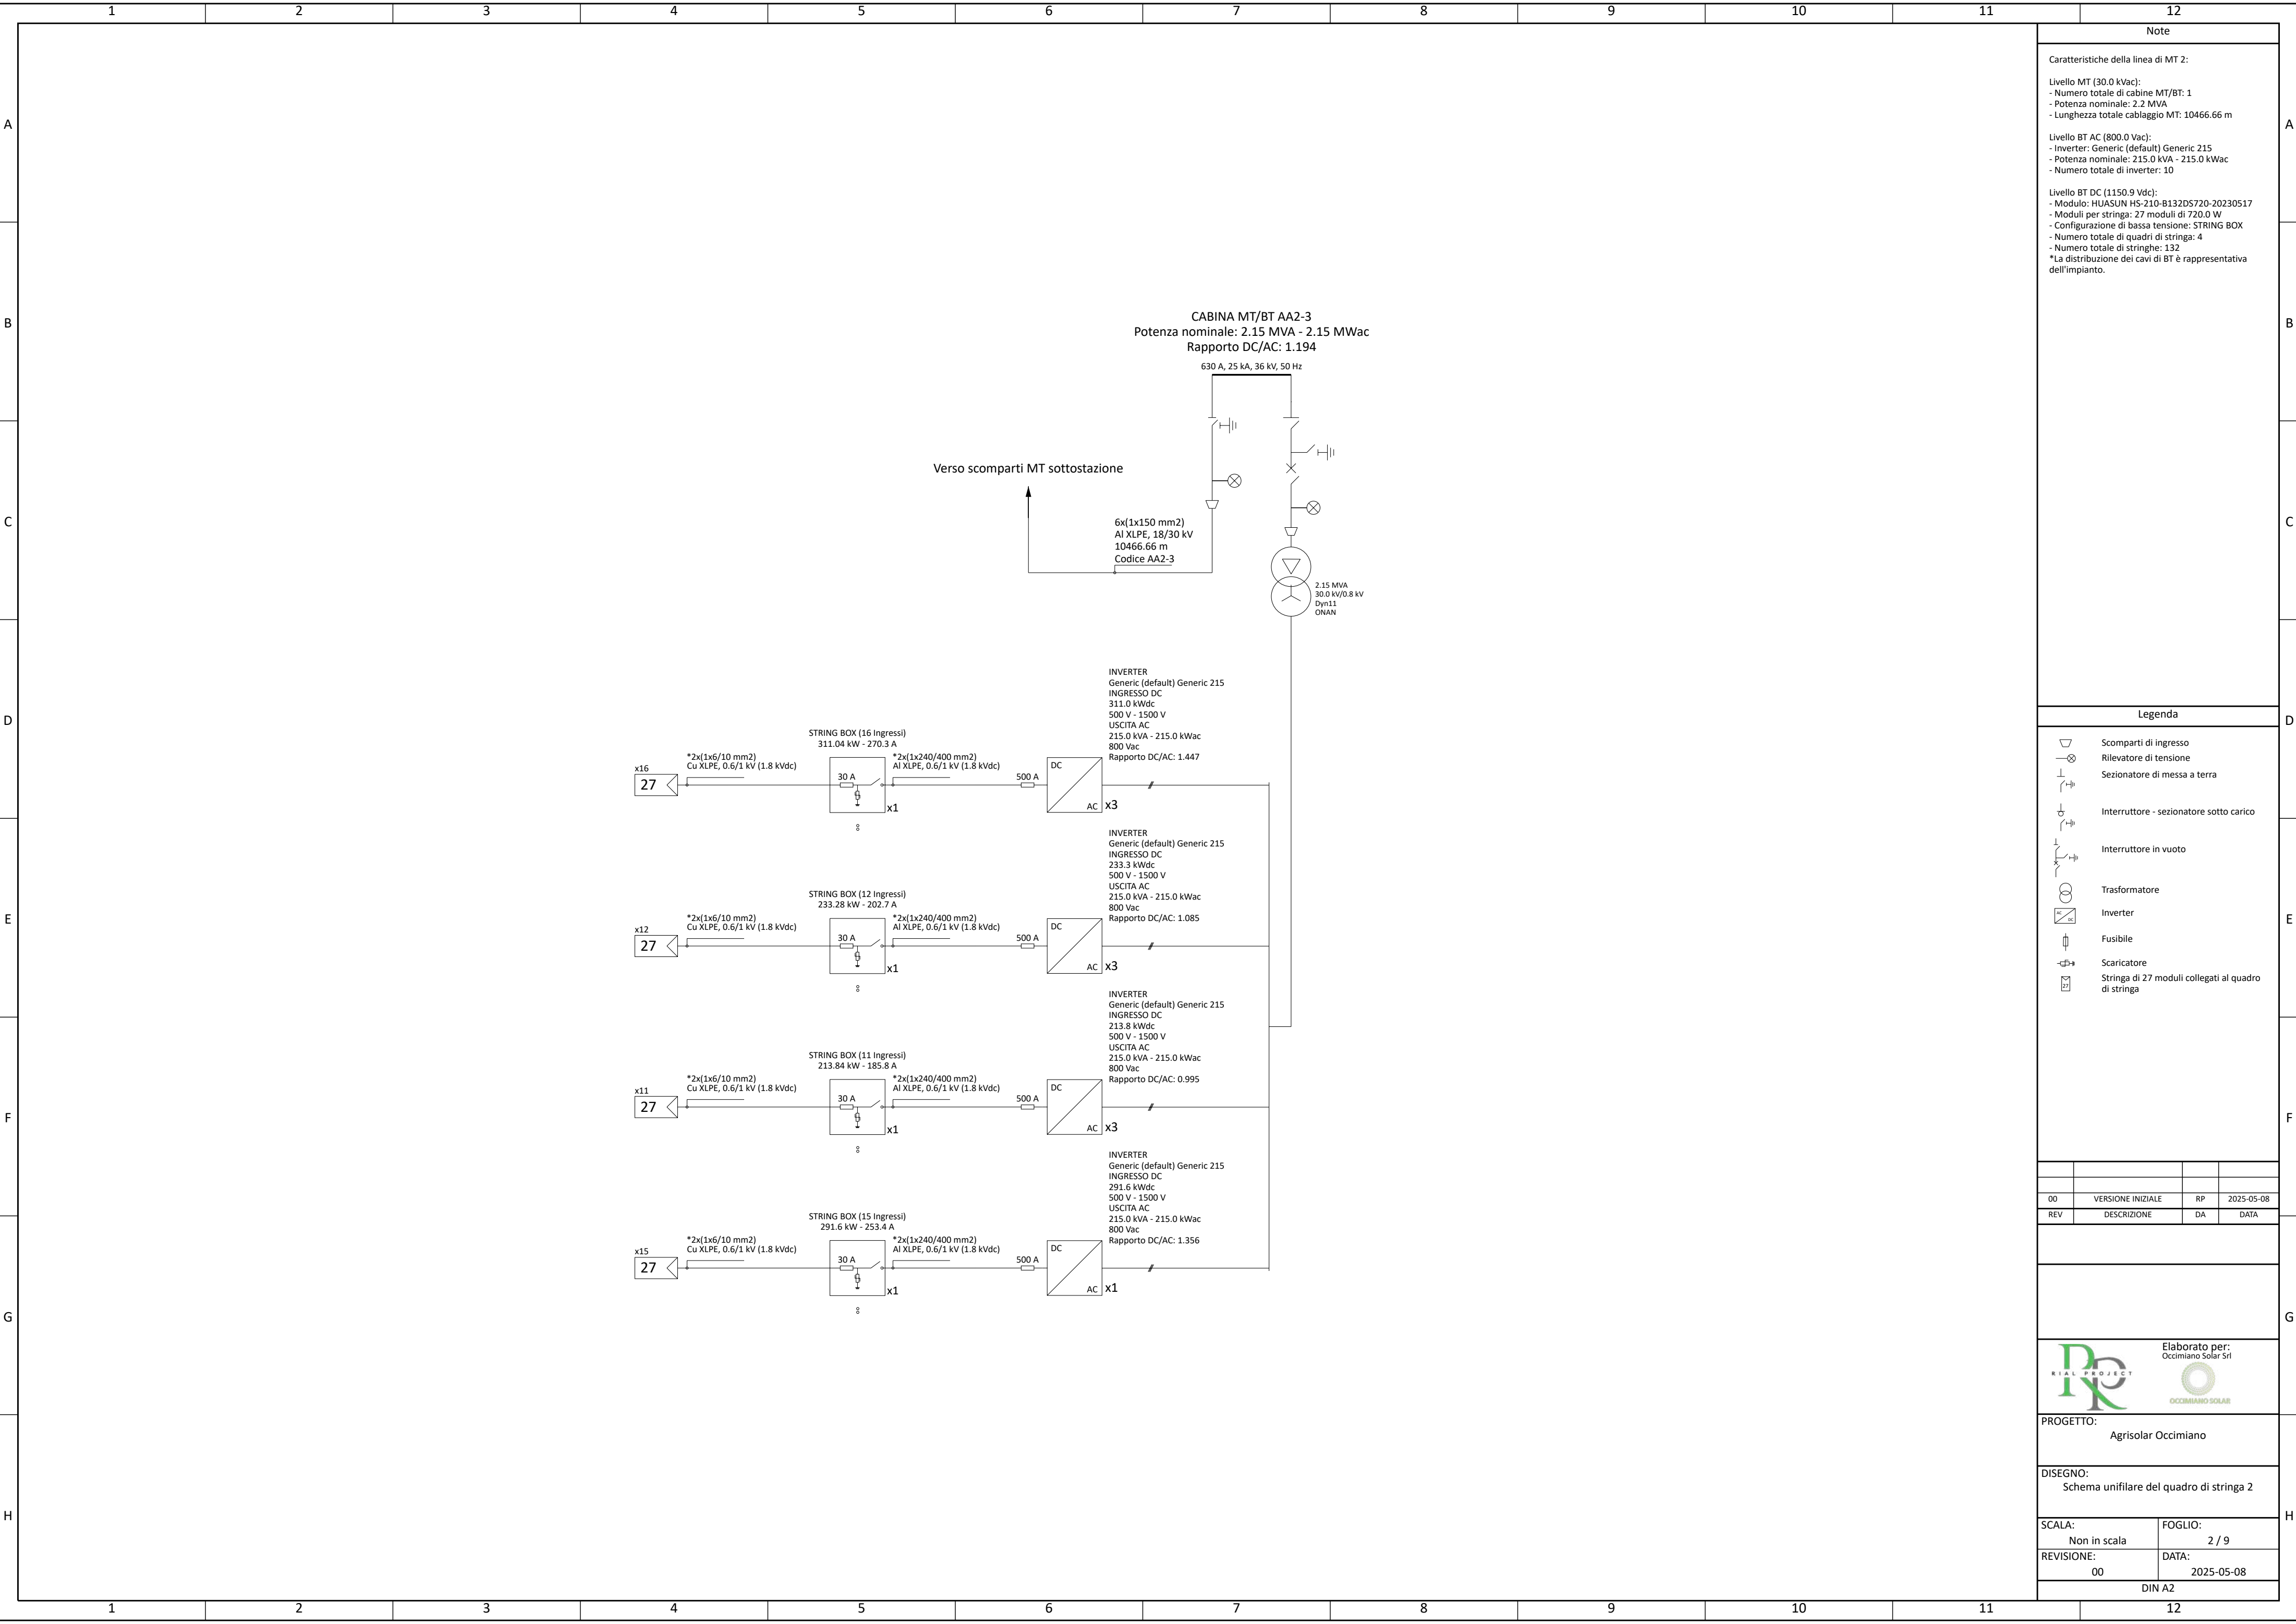 1 2 3 4 5 6 7 8 9 10 11 12
A
B
C
D
E
F
G
H
CABINA MT/BT AA2-3
Potenza nominale: 2.15 MVA - 2.15 MWac
Rapporto DC/AC: 1.194
630 A, 25 kA, 36 kV, 50 Hz
Verso scomparti MT sottostazione
6x(1x150 mm2)
Al XLPE, 18/30 kV
10466.66 m
Codice AA2-3
2.15 MVA
30.0 kV/0.8 kV
Dyn11
ONAN
x16
27
*2x(1x6/10 mm2)
Cu XLPE, 0.6/1 kV (1.8 kVdc)
STRING BOX (16 Ingressi)
311.04 kW - 270.3 A
30 A
x1
*2x(1x240/400 mm2)
Al XLPE, 0.6/1 kV (1.8 kVdc)
500 A
INVERTER
Generic (default) Generic 215
INGRESSO DC
311.0 kWdc
500 V - 1500 V
USCITA AC
215.0 kVA - 215.0 kWac
800 Vac
Rapporto DC/AC: 1.447
DC
AC x3
x12
27
*2x(1x6/10 mm2)
Cu XLPE, 0.6/1 kV (1.8 kVdc)
STRING BOX (12 Ingressi)
233.28 kW - 202.7 A
30 A
x1
*2x(1x240/400 mm2)
Al XLPE, 0.6/1 kV (1.8 kVdc)
500 A
INVERTER
Generic (default) Generic 215
INGRESSO DC
233.3 kWdc
500 V - 1500 V
USCITA AC
215.0 kVA - 215.0 kWac
800 Vac
Rapporto DC/AC: 1.085
DC
AC x3
x11
27
*2x(1x6/10 mm2)
Cu XLPE, 0.6/1 kV (1.8 kVdc)
STRING BOX (11 Ingressi)
213.84 kW - 185.8 A
30 A
x1
*2x(1x240/400 mm2)
Al XLPE, 0.6/1 kV (1.8 kVdc)
500 A
INVERTER
Generic (default) Generic 215
INGRESSO DC
213.8 kWdc
500 V - 1500 V
USCITA AC
215.0 kVA - 215.0 kWac
800 Vac
Rapporto DC/AC: 0.995
DC
AC x3
x15
27
*2x(1x6/10 mm2)
Cu XLPE, 0.6/1 kV (1.8 kVdc)
STRING BOX (15 Ingressi)
291.6 kW - 253.4 A
30 A
x1
*2x(1x240/400 mm2)
Al XLPE, 0.6/1 kV (1.8 kVdc)
500 A
INVERTER
Generic (default) Generic 215
INGRESSO DC
291.6 kWdc
500 V - 1500 V
USCITA AC
215.0 kVA - 215.0 kWac
800 Vac
Rapporto DC/AC: 1.356
DC
AC x1
Note
Caratteristiche della linea di MT 2:
Livello MT (30.0 kVac):
- Numero totale di cabine MT/BT: 1
- Potenza nominale: 2.2 MVA
- Lunghezza totale cablaggio MT: 10466.66 m
Livello BT AC (800.0 Vac):
- Inverter: Generic (default) Generic 215
- Potenza nominale: 215.0 kVA - 215.0 kWac
- Numero totale di inverter: 10
Livello BT DC (1150.9 Vdc):
- Modulo: HUASUN HS-210-B132DS720-20230517
- Moduli per stringa: 27 moduli di 720.0 W
- Configurazione di bassa tensione: STRING BOX
- Numero totale di quadri di stringa: 4
- Numero totale di stringhe: 132
*La distribuzione dei cavi di BT è rappresentativa
dell'impianto.
Legenda
Scomparti di ingresso
Rilevatore di tensione
Sezionatore di messa a terra
Interruttore - sezionatore sotto carico
Interruttore in vuoto
Trasformatore
AC DC Inverter
Fusibile
Scaricatore
27 Stringa di 27 moduli collegati al quadro
di stringa
00 VERSIONE INIZIALE RP 2025-05-08
REV DESCRIZIONE DA DATA
RIAL PROJECT
Elaborato per:
Occimiano Solar Srl
OCCIMIANO SOLAR
PROGETTO:
Agrisolar Occimiano
DISEGNO:
Schema unifilare del quadro di stringa 2
SCALA: FOGLIO:
Non in scala 2 / 9
REVISIONE: DATA:
00 2025-05-08
DIN A2
A
B
C
D
E
F
G
H
1 2 3 4 5 6 7 8 9 10 11 12